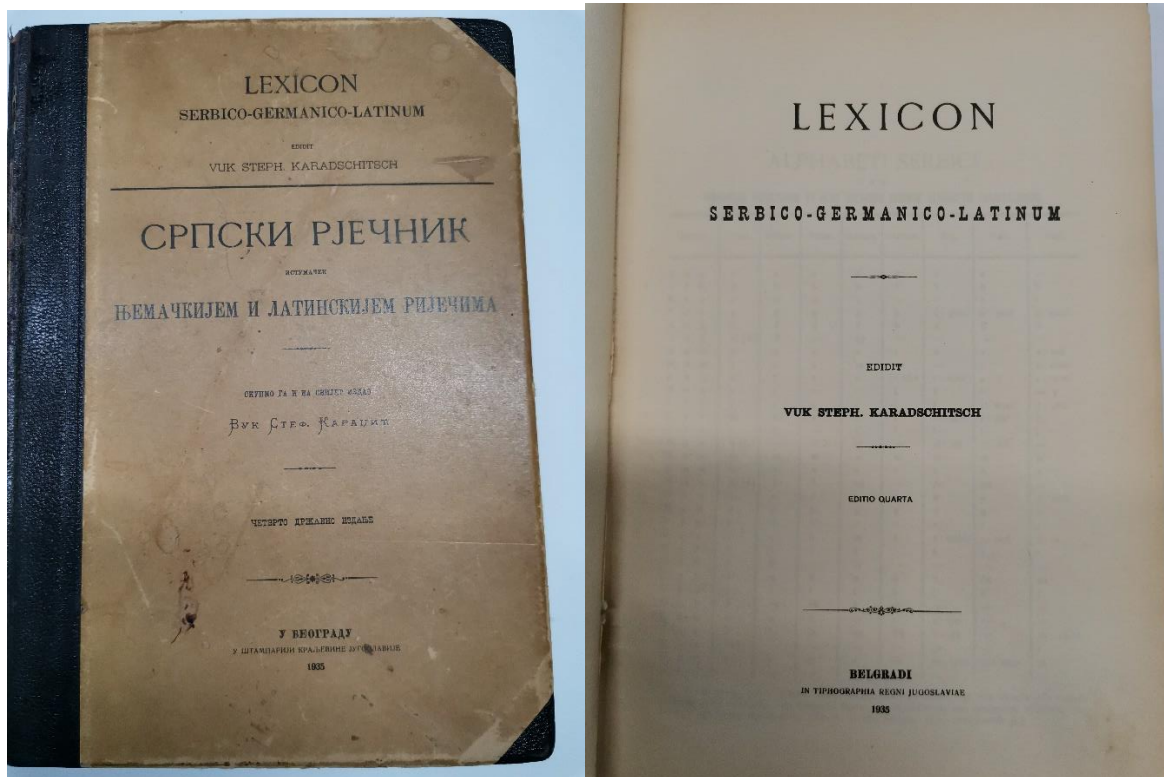 LEXICON
SERBICO-GERMANICO-LATINUM
EDIDIT
VUK STEPH. KARADSCHITSCH
СРПСКИ РЈЕЧНИК
ИСТУМАЧЕН
ЊЕМАЧКИЈЕМ И ЛАТИНСКИЈЕМ РИЈЕЧИМА
СКУПИО ГА И НА СВИЈЕТ ИЗДАО
ВУК СТЕФ. КАРАЏИЋ
ЧЕТВРТО ДРЖАВНО ИЗДАЊЕ
У БЕОГРАДУ
У ШТАМПАРИЈИ КРАЉЕВИНЕ ЈУГОСЛАВИЈЕ
1935
LEXICON
SERBICO-GERMANICO-LATINUM
EDIDIT
VUK STEPH. KARADSCHITSCH
EDITIO QUARTA
BELGRADI
IN TIPHOGRAPHIA REGNI JUGOSLAVIAE
1935